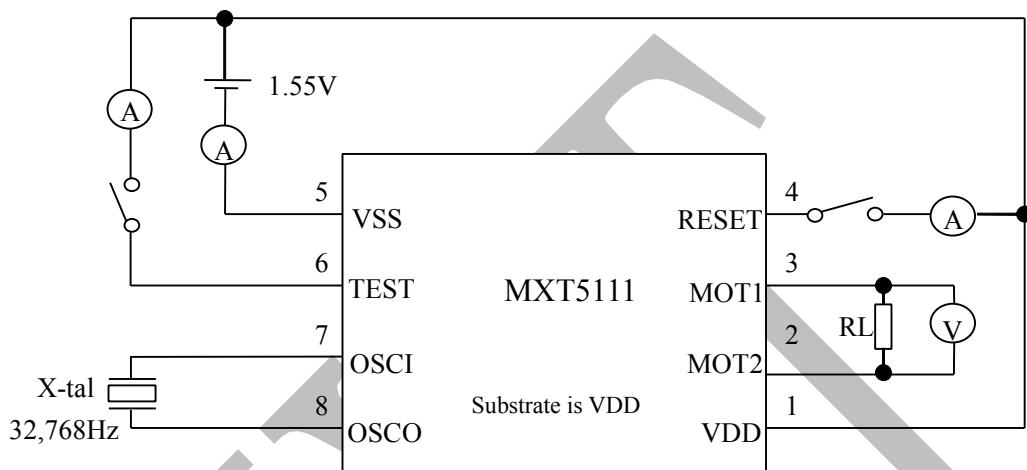 1.55V
A
A
5
VSS
6
TEST
7
OSCI
8
OSCO
X-tal
32,768Hz
MXT5111
Substrate is VDD
4
RESET
A
3
MOT1
RL
V
2
MOT2
1
VDD